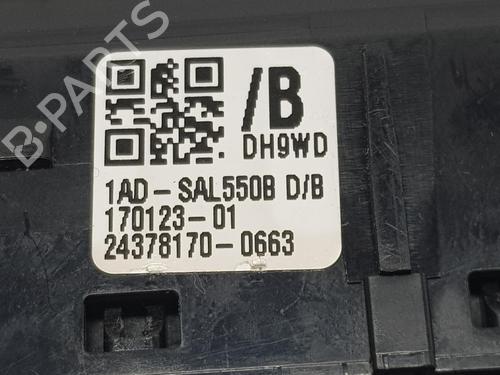 /B
DH9WD
1AD-SAL550B D/B
170123-01
24378170-0663
B-PARTS